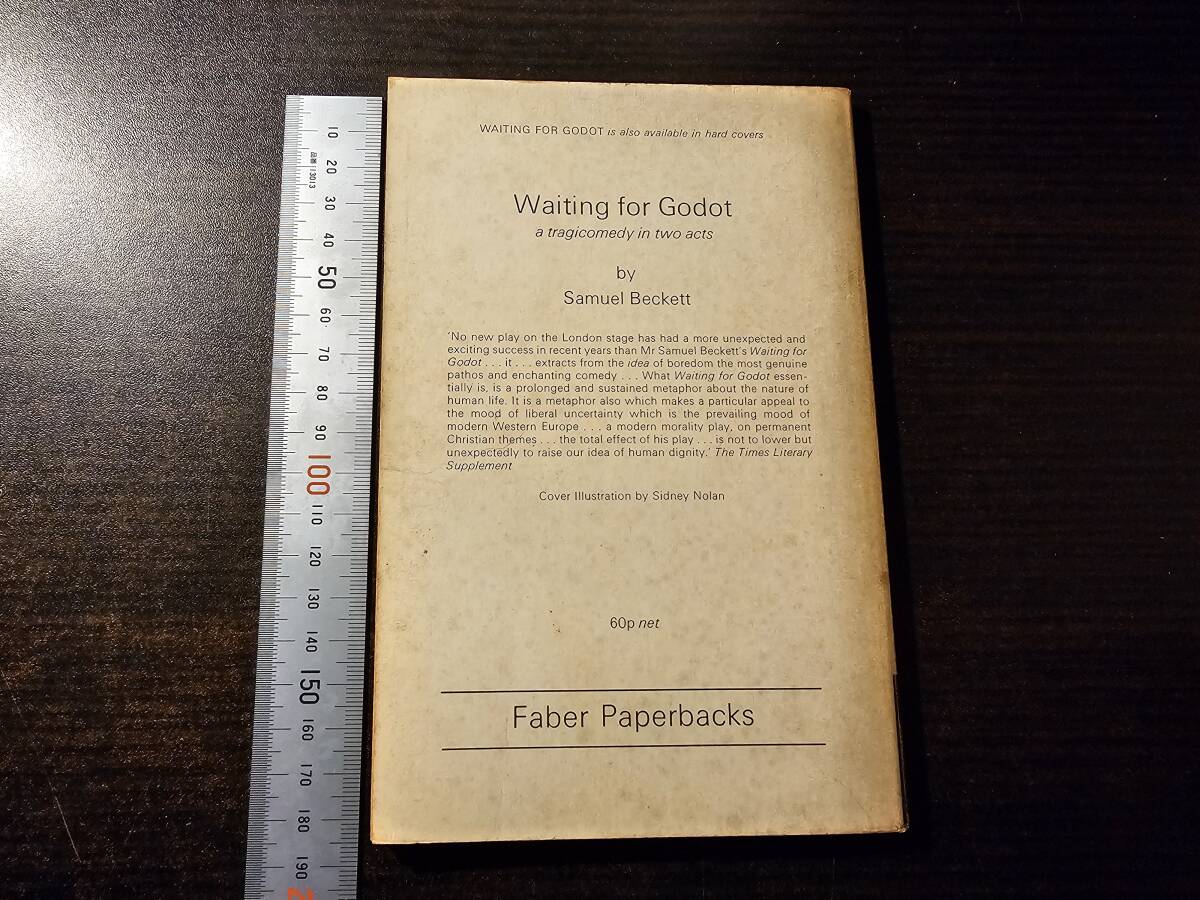 WAITING FOR GODOT is also available in hard covers
Waiting for Godot
a tragicomedy in two acts
by
Samuel Beckett
'No new play on the London stage has had a more unexpected and
exciting success in recent years than Mr Samuel Beckett's Waiting for
Godot . . . it . . . extracts from the idea of boredom the most genuine
pathos and enchanting comedy . . . What Waiting for Godot essen-
tially is, is a prolonged and sustained metaphor about the nature of
human life. It is a metaphor also which makes a particular appeal to
the mood of liberal uncertainty which is the prevailing mood of
modern Western Europe . . . a modern morality play, on permanent
Christian themes . . . the total effect of his play . . . is not to lower but
unexpectedly to raise our idea of human dignity.' The Times Literary
Supplement
Cover Illustration by Sidney Nolan
60p net
Faber Paperbacks
10
品番 13013
20
30
40
50
60
70
80
90
100
110
120
130
140
150
160
170
180
190